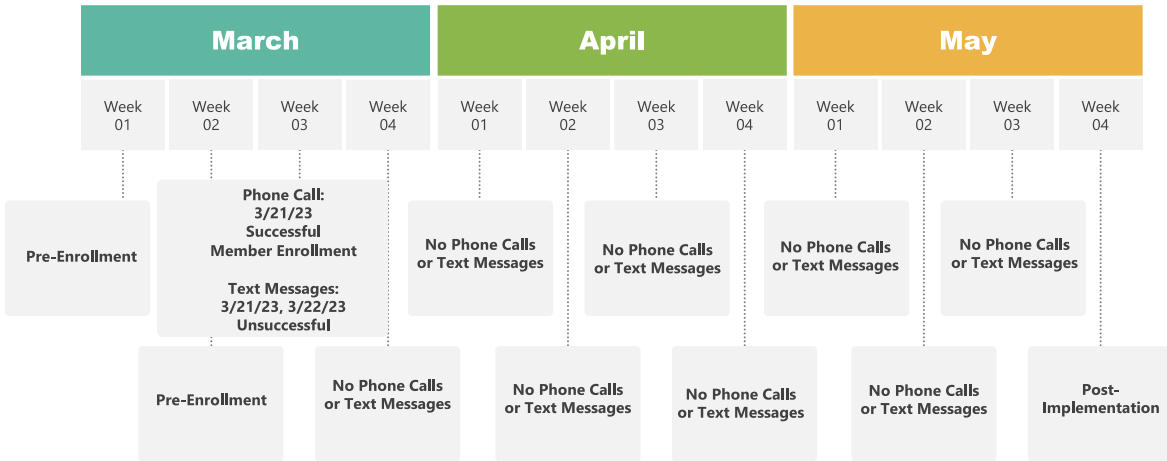 March
April
May
Week
01
Week
02
Week
03
Week
04
Week
01
Week
02
Week
03
Week
04
Week
01
Week
02
Week
03
Week
04
Pre-Enrollment
Phone Call:
3/21/23
Successful
Member Enrollment
Text Messages:
3/21/23, 3/22/23
Unsuccessful
No Phone Calls
or Text Messages
No Phone Calls
or Text Messages
No Phone Calls
or Text Messages
No Phone Calls
or Text Messages
Pre-Enrollment
No Phone Calls
or Text Messages
No Phone Calls
or Text Messages
No Phone Calls
or Text Messages
No Phone Calls
or Text Messages
Post-
Implementation